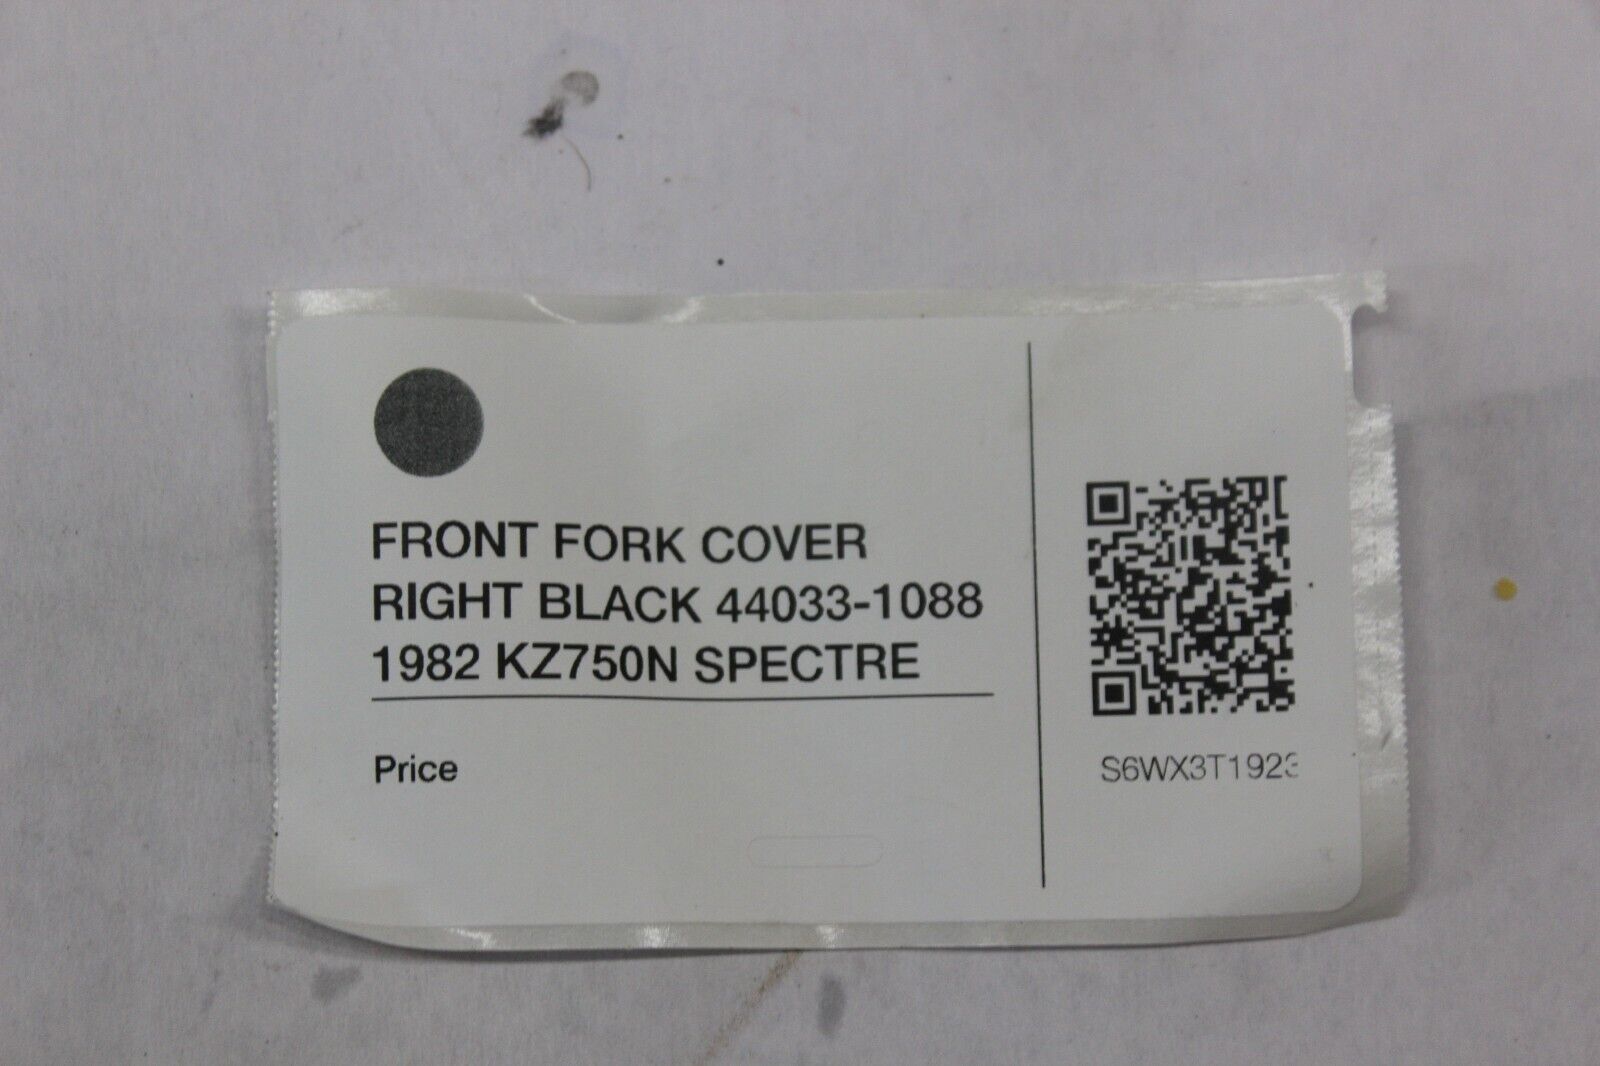 FRONT FORK COVER
RIGHT BLACK 44033-1088
1982 KZ750N SPECTRE
Price
S6WX3T1923